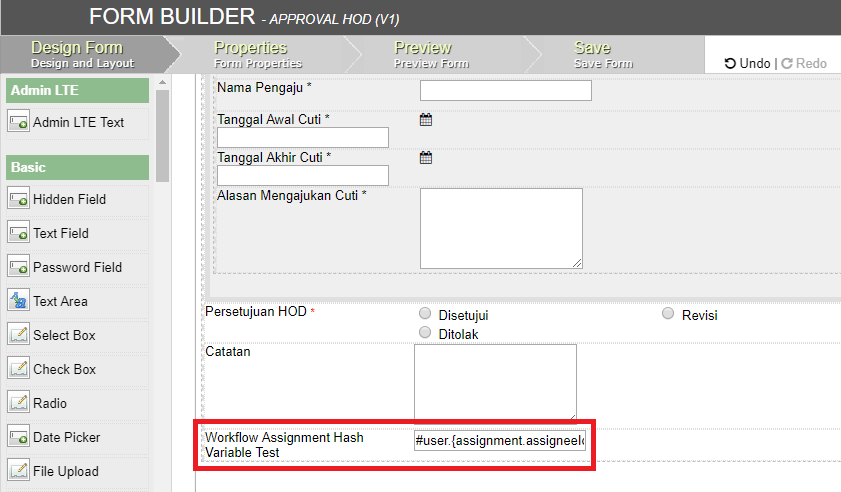 FORM BUILDER - APPROVAL HOD (V1)
Design Form
Design and Layout
Properties
Form Properties
Preview
Preview Form
Save
Save Form
Undo | Redo
Admin LTE
Admin LTE Text
Basic
Hidden Field
Text Field
Password Field
Text Area
Select Box
Check Box
Radio
Date Picker
File Upload
Nama Pengaju *
Tanggal Awal Cuti *
Tanggal Akhir Cuti *
Alasan Mengajukan Cuti *
Persetujuan HOD *
Disetujui
Revisi
Ditolak
Catatan
Workflow Assignment Hash
Variable Test
#user.{assignment.assigneeId